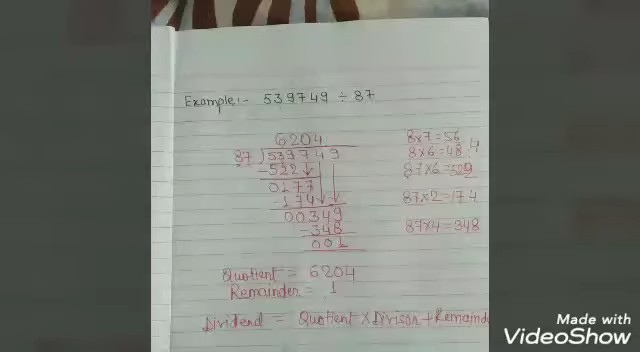 Example:- 539749 ÷ 87
6204
87 ) 539749
-522
0177
-174
00349
-348
001
8x7=56
8x6=48
87x6=522
87x2=174
87x4=348
Quotient = 6204
Remainder = 1
Dividend = Quotient x Divisor + Remaind
Made with
VideoShow